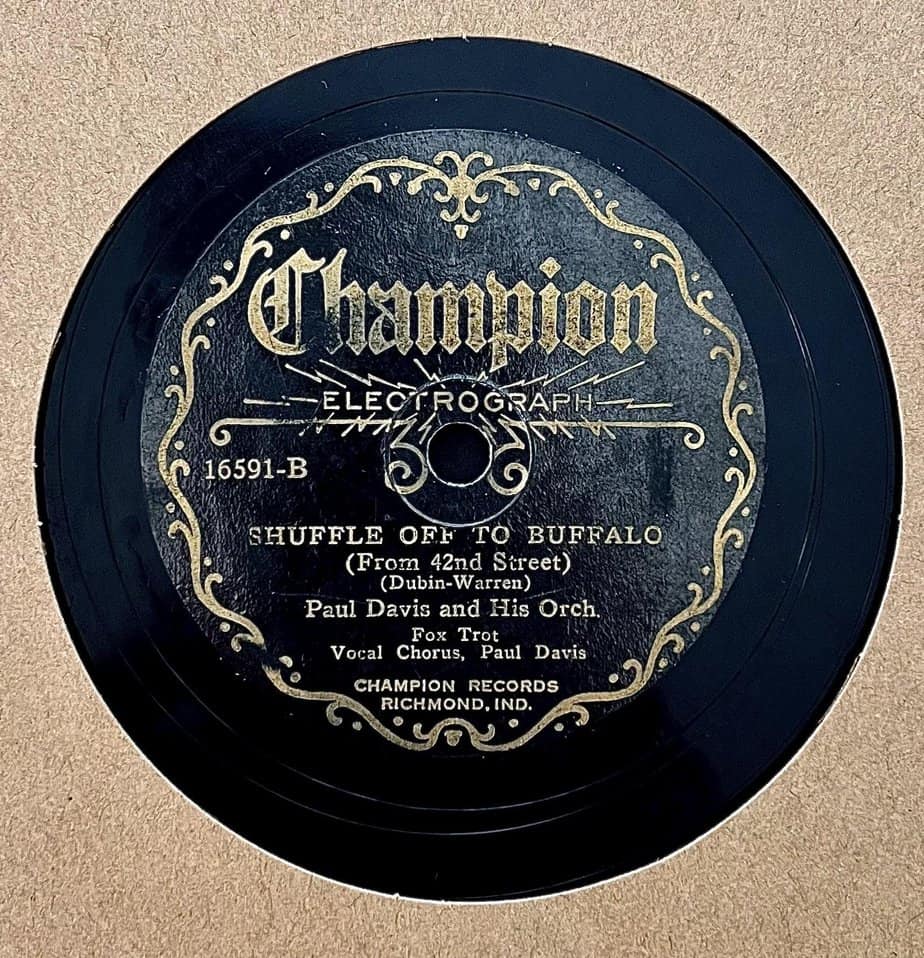 Champion
ELECTROGRAPH
16591-B
SHUFFLE OFF TO BUFFALO
(From 42nd Street)
(Dubin-Warren)
Paul Davis and His Orch.
Fox Trot
Vocal Chorus, Paul Davis
CHAMPION RECORDS
RICHMOND, IND.